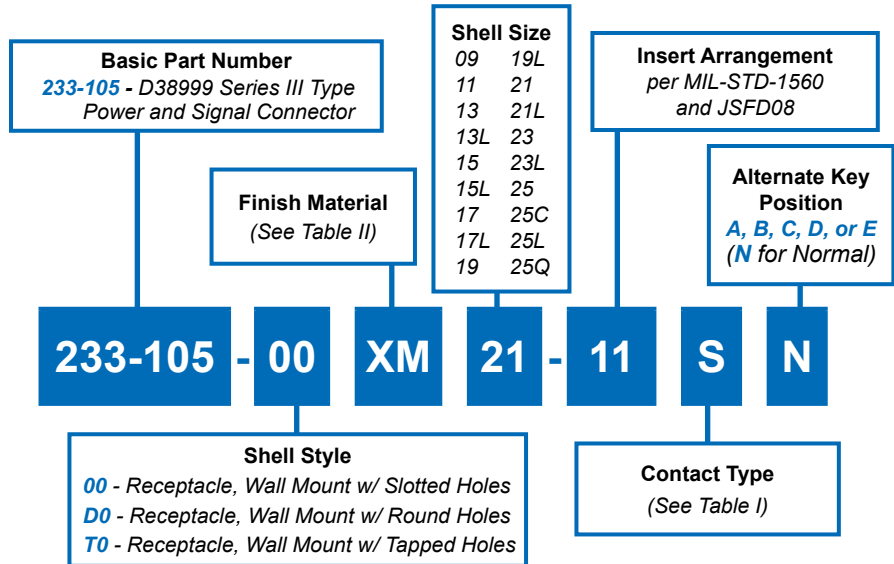 Basic Part Number
233-105 - D38999 Series III Type
Power and Signal Connector
Finish Material
(See Table II)
Shell Size
09 19L
11 21
13 21L
13L 23
15 23L
15L 25
17 25C
17L 25L
19 25Q
Insert Arrangement
per MIL-STD-1560
and JSFD08
Alternate Key
Position
A, B, C, D, or E
(N for Normal)
233-105 - 00 XM 21 - 11 S N
Shell Style
00 - Receptacle, Wall Mount w/ Slotted Holes
D0 - Receptacle, Wall Mount w/ Round Holes
T0 - Receptacle, Wall Mount w/ Tapped Holes
Contact Type
(See Table I)